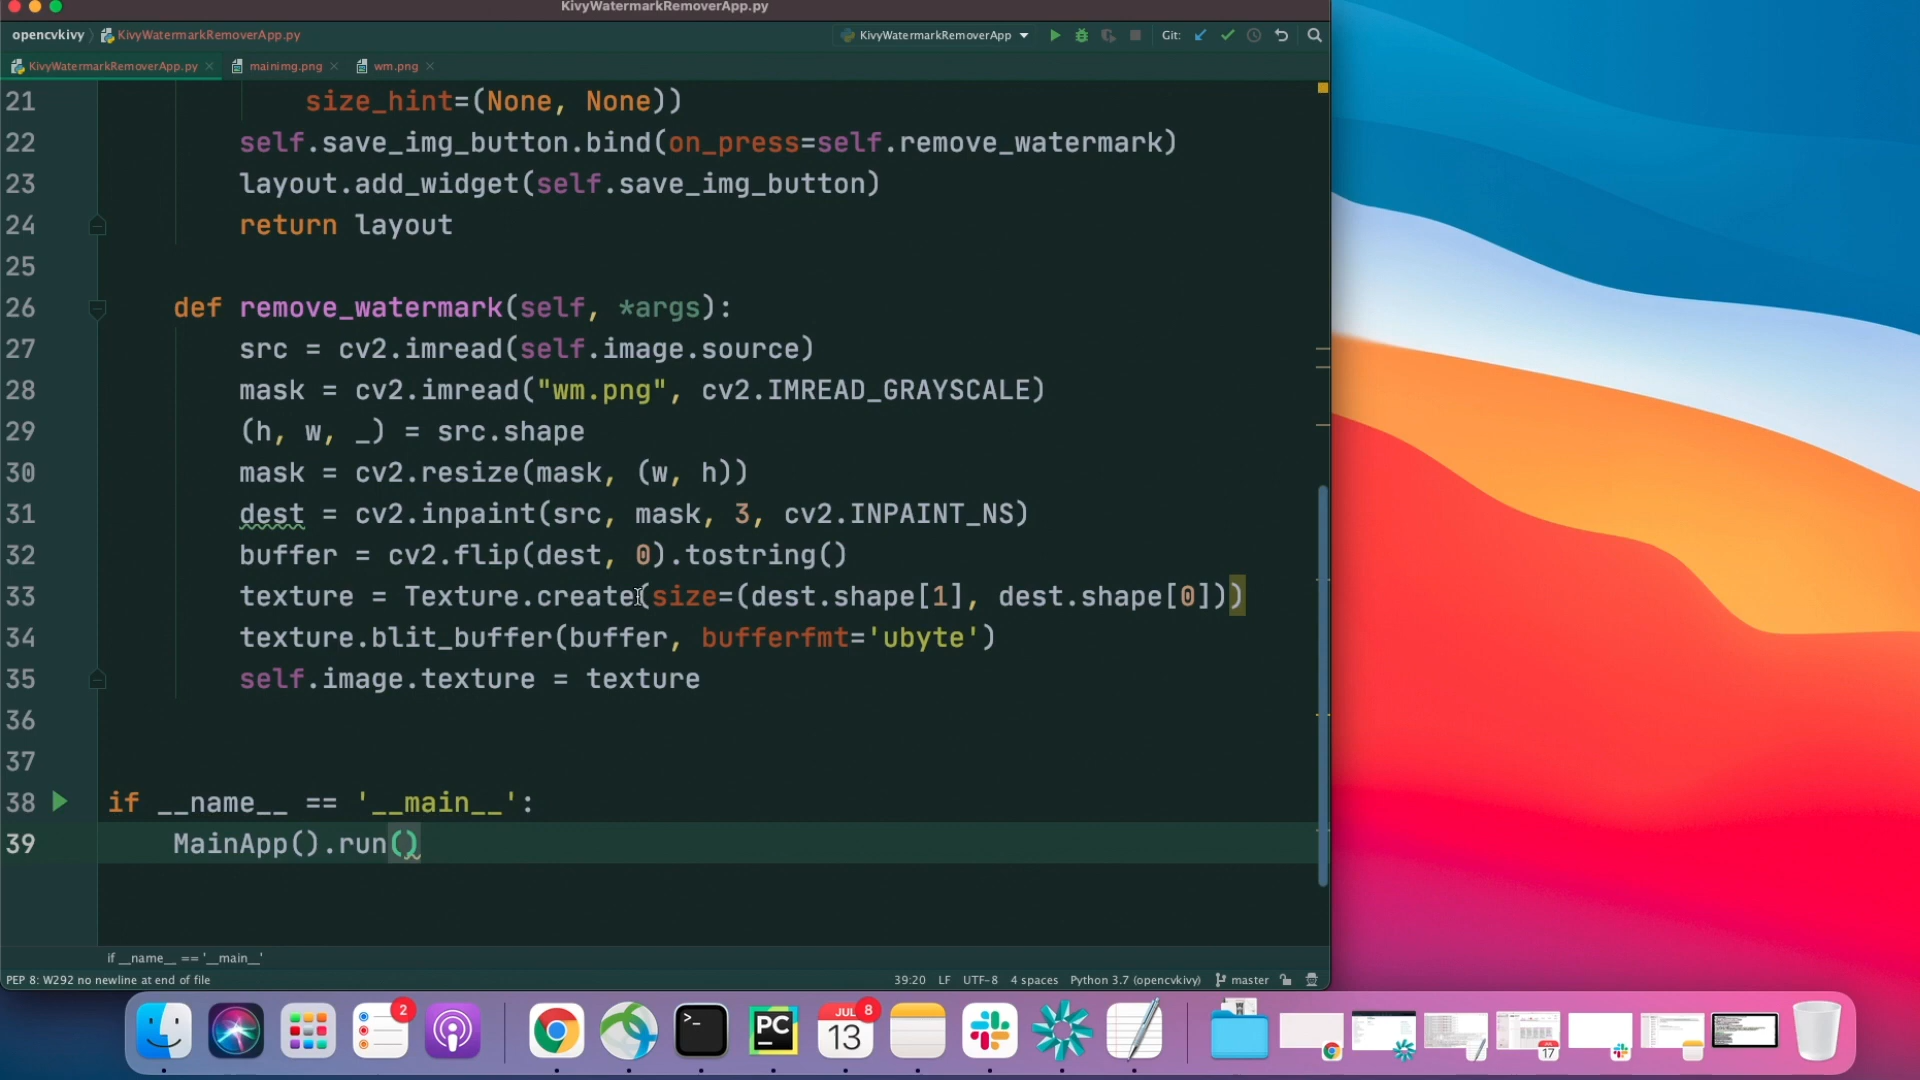 KivyWatermarkRemoverApp.py
opencvkivy KivyWatermarkRemoverApp.py KivyWatermarkRemoverApp Git:
KivyWatermarkRemoverApp.py mainimg.png wm.png
21 size_hint=(None, None))
22 self.save_img_button.bind(on_press=self.remove_watermark)
23 layout.add_widget(self.save_img_button)
24 return layout
25
26 def remove_watermark(self, *args):
27 src = cv2.imread(self.image.source)
28 mask = cv2.imread("wm.png", cv2.IMREAD_GRAYSCALE)
29 (h, w, _) = src.shape
30 mask = cv2.resize(mask, (w, h))
31 dest = cv2.inpaint(src, mask, 3, cv2.INPAINT_NS)
32 buffer = cv2.flip(dest, 0).tostring()
33 texture = Texture.create(size=(dest.shape[1], dest.shape[0]))
34 texture.blit_buffer(buffer, bufferfmt='ubyte')
35 self.image.texture = texture
36
37
38 if __name__ == '__main__':
39 MainApp().run()
if __name__ == '__main__'
PEP 8: W292 no newline at end of file 39:20 LF UTF-8 4 spaces Python 3.7 (opencvkivy) master
2 >_ PC JUL 8 13 17